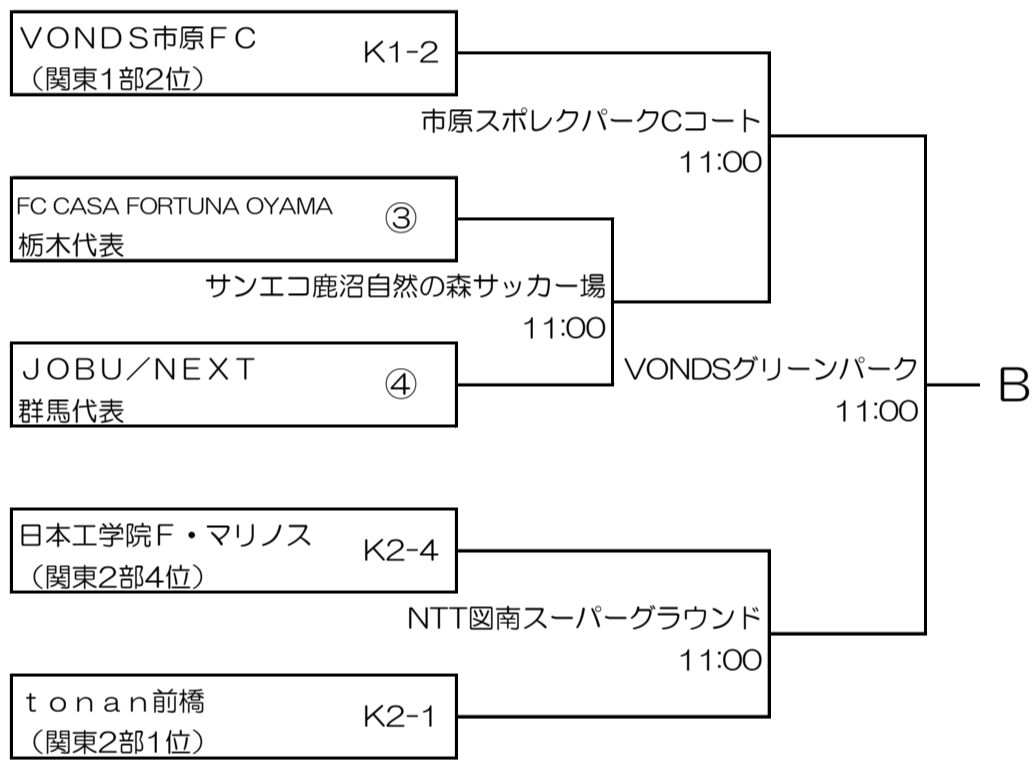 VONDS市原FC
K1-2
(関東1部2位)
市原スポレクパークCコート
11:00
FC CASA FORTUNA OYAMA
③
栃木代表
サンエコ鹿沼自然の森サッカー場
11:00
JOBU/NEXT
④
群馬代表
VONDSグリーンパーク
11:00
B
日本工学院F・マリノス
K2-4
(関東2部4位)
NTT図南スーパーグラウンド
11:00
tonan前橋
K2-1
(関東2部1位)